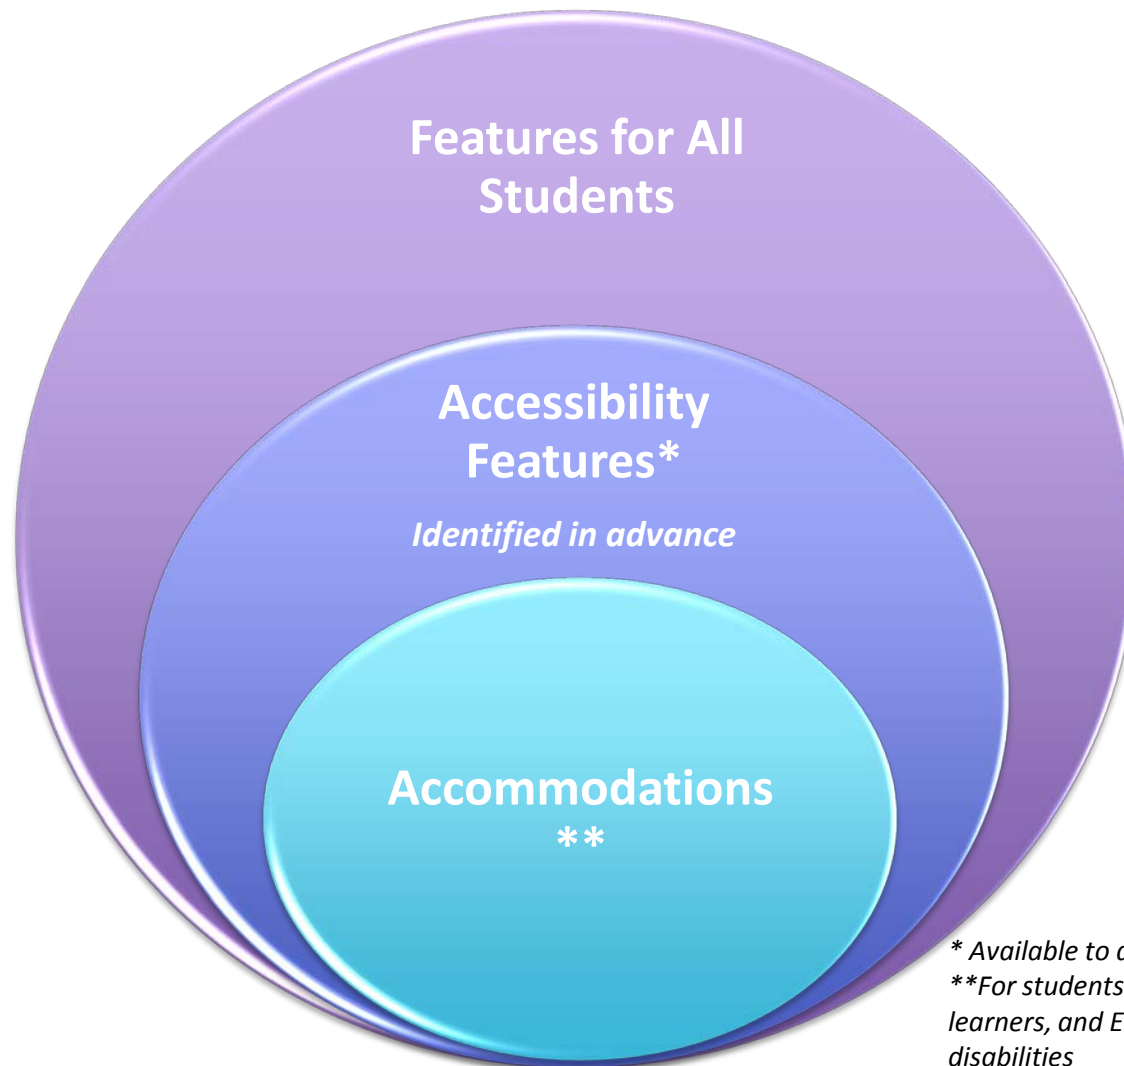 Features for All
Students
Accessibility
Features*
Identified in advance
Accommodations
**
* Available to
**For students
learners, and
disabilities